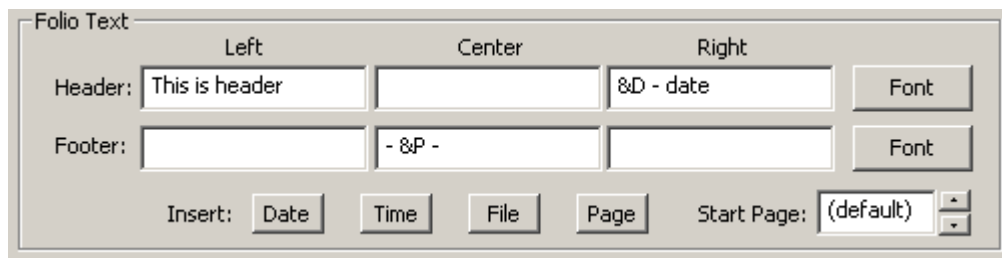 Folio Text
Left Center Right
Header: This is header &D - date Font
Footer: - &P - Font
Insert: Date Time File Page Start Page: (default)